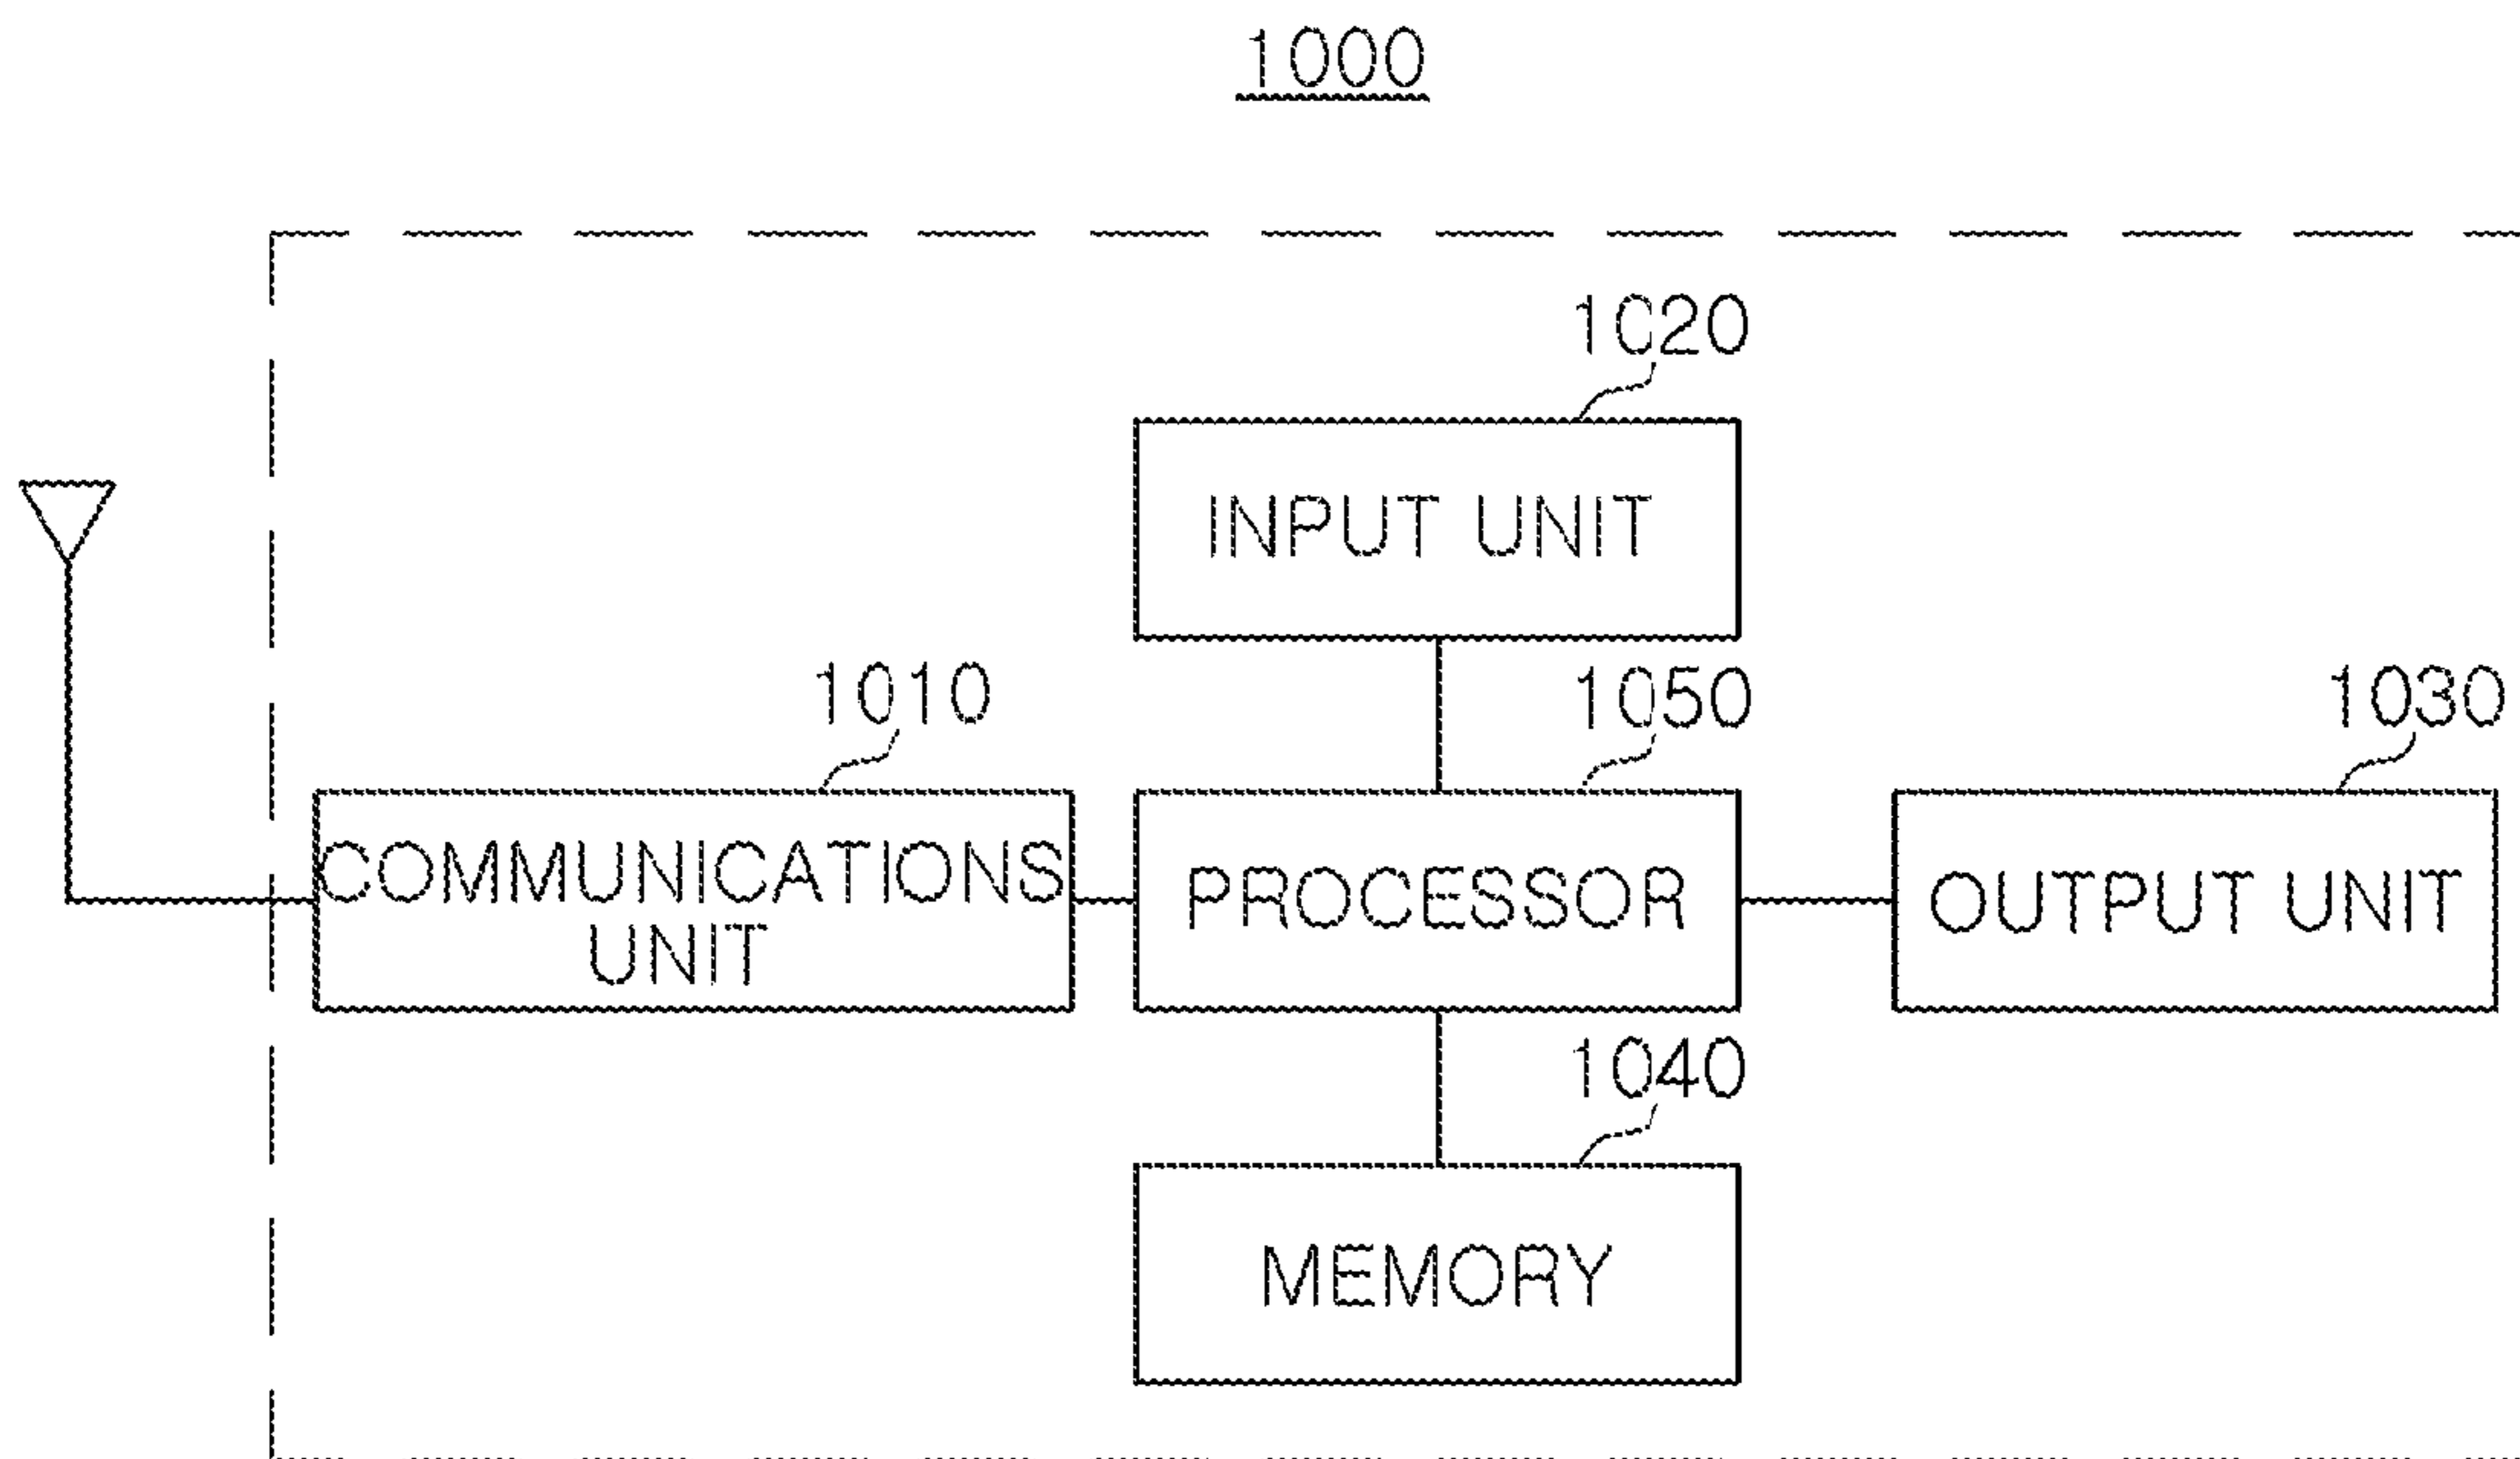 1000
1020
INPUT UNIT
1010
1050
1030
COMMUNICATIONS
UNIT
PROCESSOR
OUTPUT UNIT
1040
MEMORY